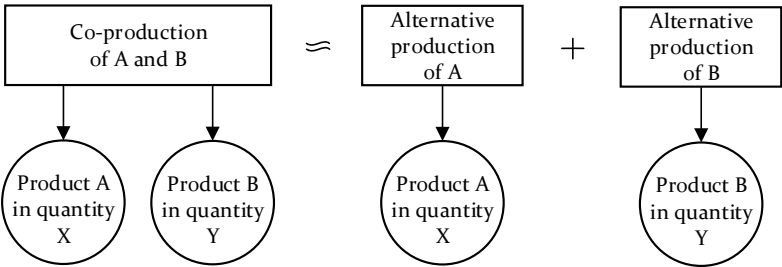 Co-production
of A and B
≈
Alternative
production
of A
+
Alternative
production
of B
Product A
in quantity
X
Product B
in quantity
Y
Product A
in quantity
X
Product B
in quantity
Y